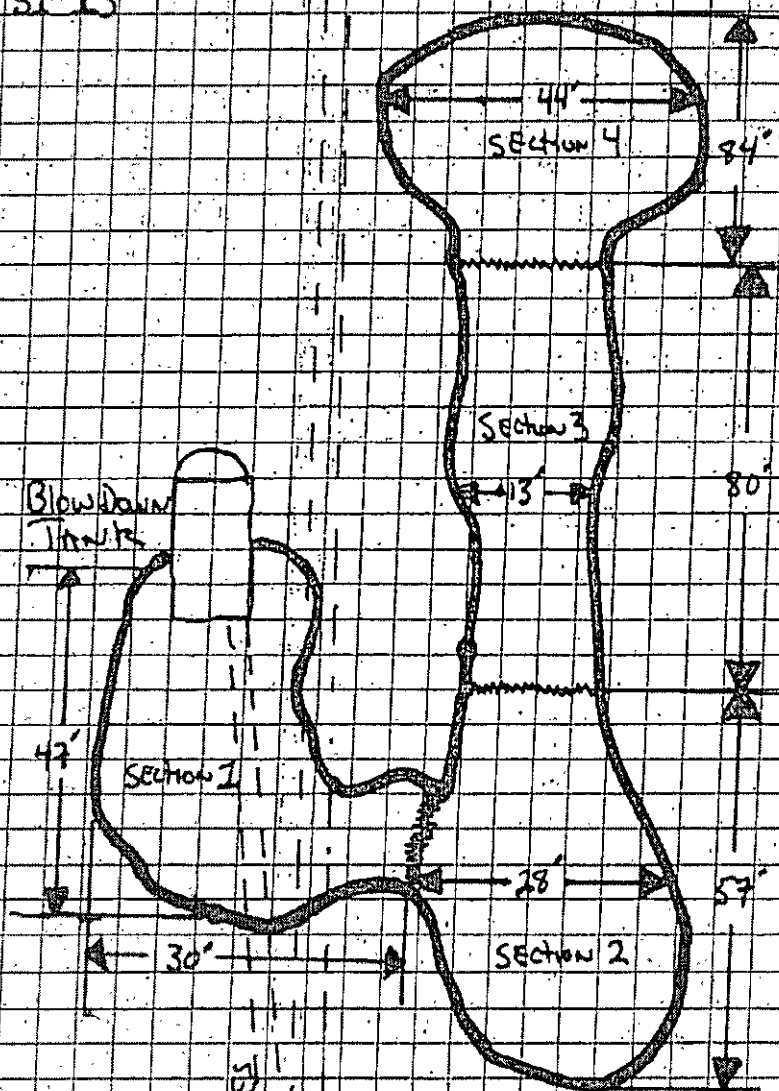 44'
SECTION 4
84'
SECTION 3
13'
80'
BLOWDOWN
TANK
47'
SECTION 1
28'
57'
30'
SECTION 2